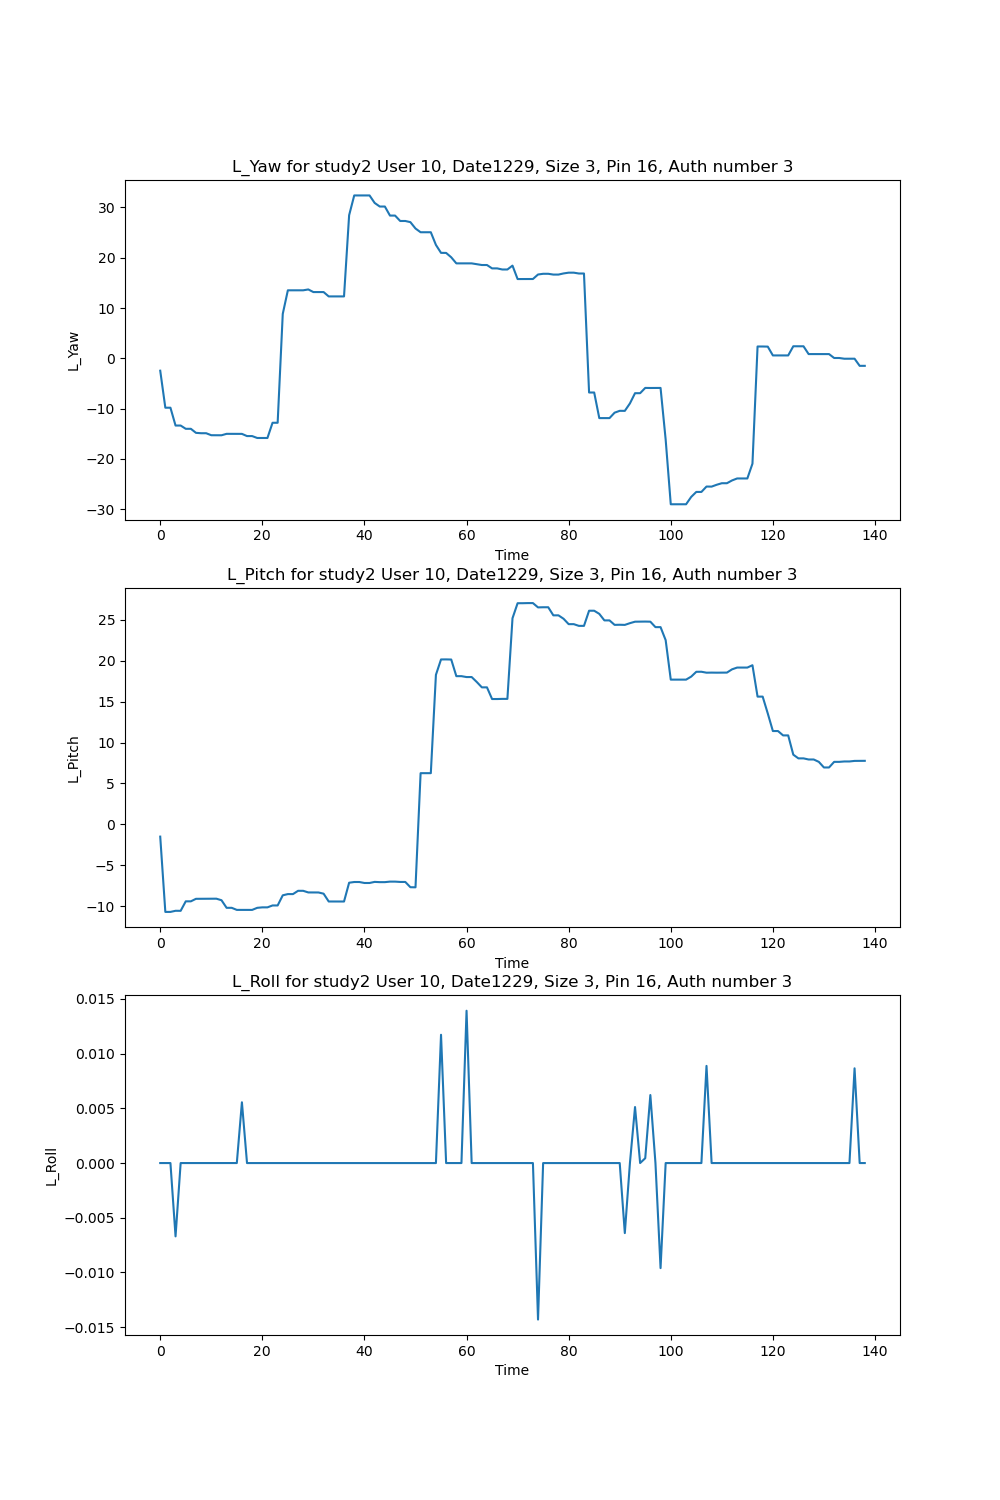 L_Yaw for study2 User 10, Date1229, Size 3, Pin 16, Auth number 3
30
20
10
0
−10
−20
−30
L_Yaw
0 20 40 60 80 100 120 140
Time
L_Pitch for study2 User 10, Date1229, Size 3, Pin 16, Auth number 3
25
20
15
10
5
0
−5
−10
L_Pitch
0 20 40 60 80 100 120 140
Time
L_Roll for study2 User 10, Date1229, Size 3, Pin 16, Auth number 3
0.015
0.010
0.005
0.000
−0.005
−0.010
−0.015
L_Roll
0 20 40 60 80 100 120 140
Time